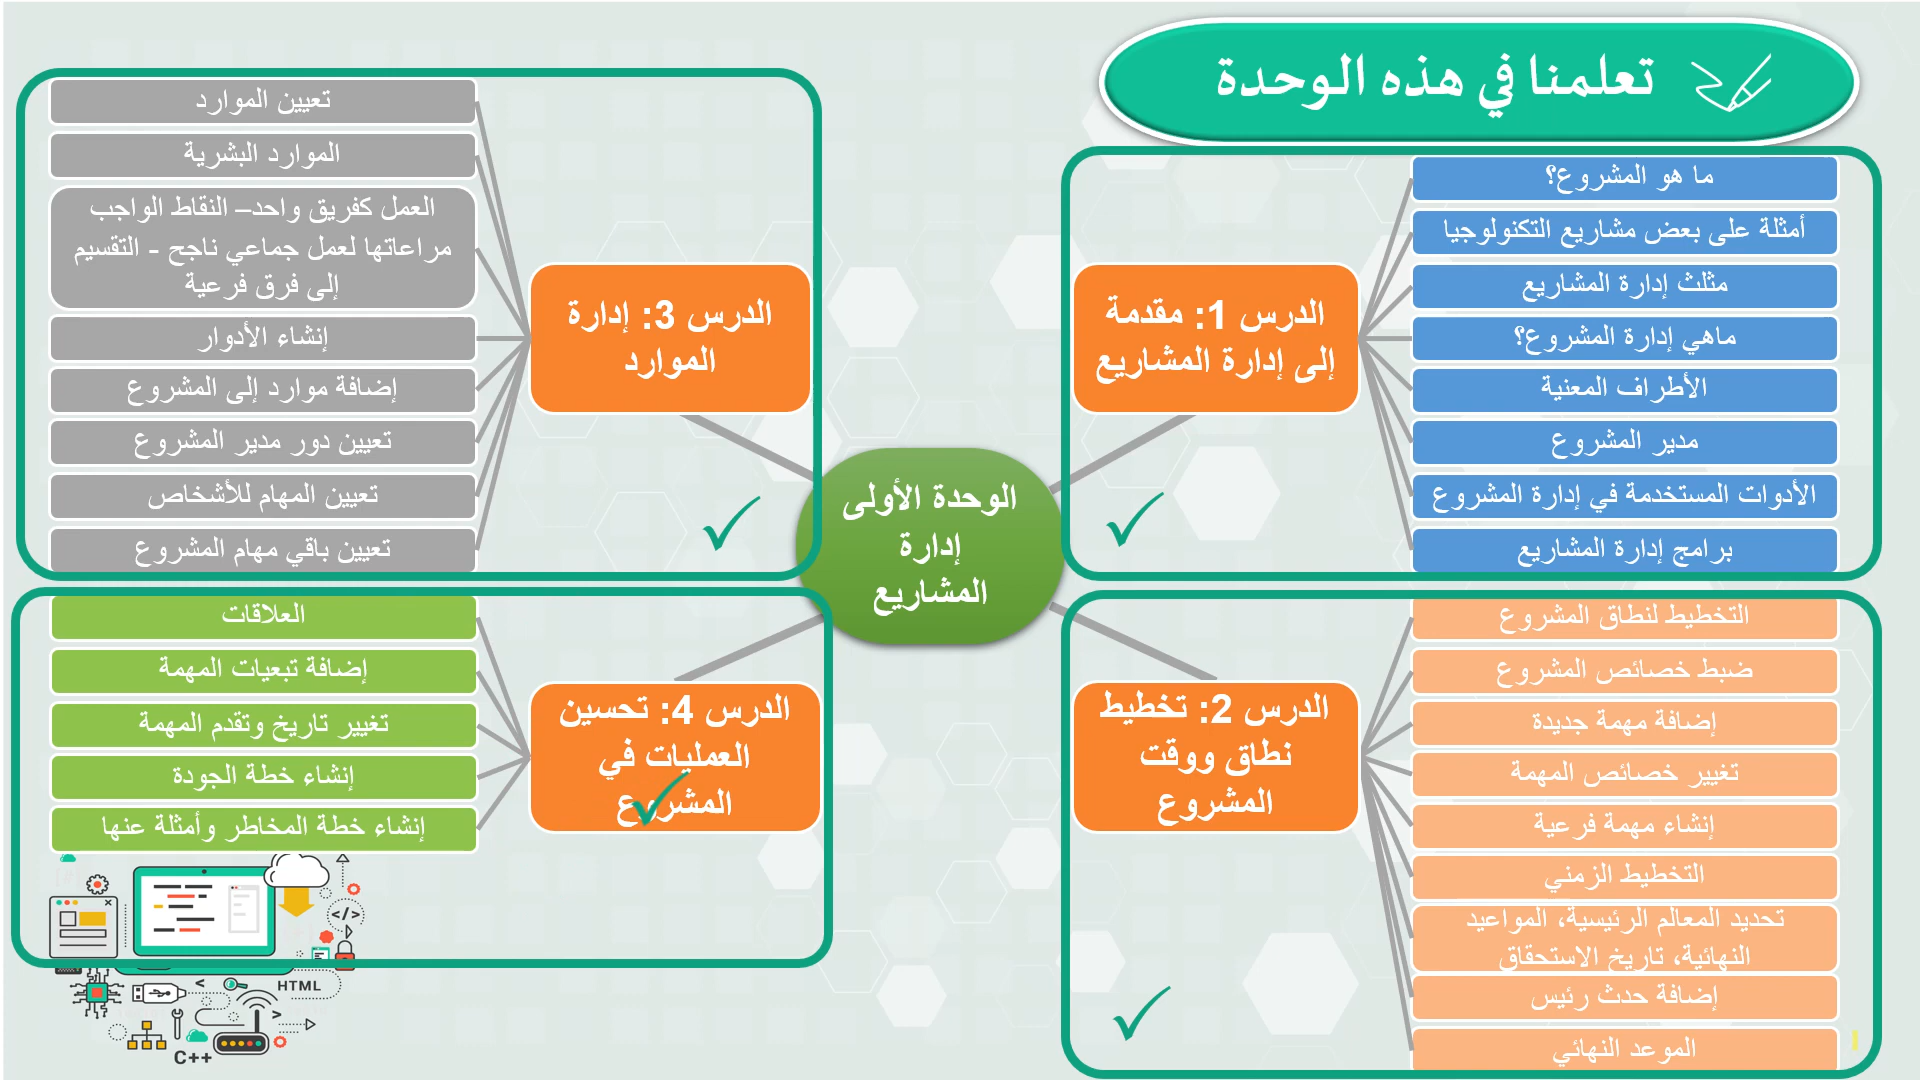 تعلمنا في هذه الوحدة
الوحدة الأولى
إدارة
المشاريع
الدرس 1: مقدمة
إلى إدارة المشاريع
ما هو المشروع؟
أمثلة على بعض مشاريع التكنولوجيا
مثلث إدارة المشاريع
ماهي إدارة المشروع؟
الأطراف المعنية
مدير المشروع
الأدوات المستخدمة في إدارة المشروع
برامج إدارة المشاريع
الدرس 2: تخطيط
نطاق ووقت
المشروع
التخطيط لنطاق المشروع
ضبط خصائص المشروع
إضافة مهمة جديدة
تغيير خصائص المهمة
إنشاء مهمة فرعية
التخطيط الزمني
تحديد المعالم الرئيسية، المواعيد
النهائية، تاريخ الاستحقاق
إضافة حدث رئيس
الموعد النهائي
الدرس 3: إدارة
الموارد
تعيين الموارد
الموارد البشرية
العمل كفريق واحد– النقاط الواجب
مراعاتها لعمل جماعي ناجح - التقسيم
إلى فرق فرعية
إنشاء الأدوار
إضافة موارد إلى المشروع
تعيين دور مدير المشروع
تعيين المهام للأشخاص
تعيين باقي مهام المشروع
الدرس 4: تحسين
العمليات في
المشروع
العلاقات
إضافة تبعيات المهمة
تغيير تاريخ وتقدم المهمة
إنشاء خطة الجودة
إنشاء خطة المخاطر وأمثلة عنها
</>
HTML
C++
1